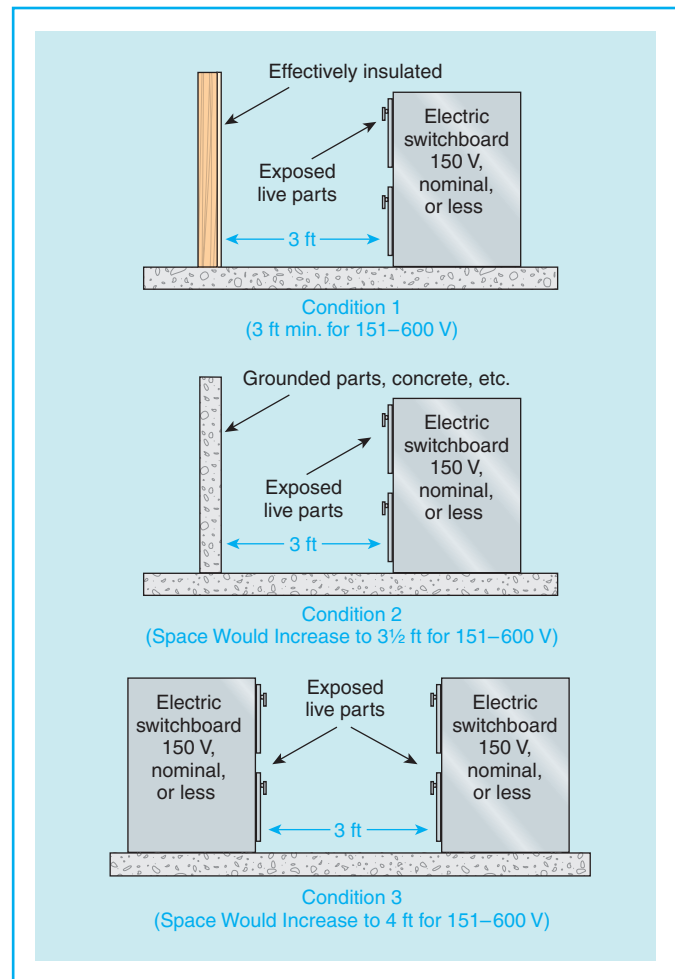 Effectively insulated
Exposed
live parts
Electric
switchboard
150 V,
nominal,
or less
3 ft
Condition 1
(3 ft min. for 151–600 V)
Grounded parts, concrete, etc.
Exposed
live parts
Electric
switchboard
150 V,
nominal,
or less
3 ft
Condition 2
(Space Would Increase to 3½ ft for 151–600 V)
Electric
switchboard
150 V,
nominal,
or less
Exposed
live parts
Electric
switchboard
150 V,
nominal,
or less
3 ft
Condition 3
(Space Would Increase to 4 ft for 151–600 V)